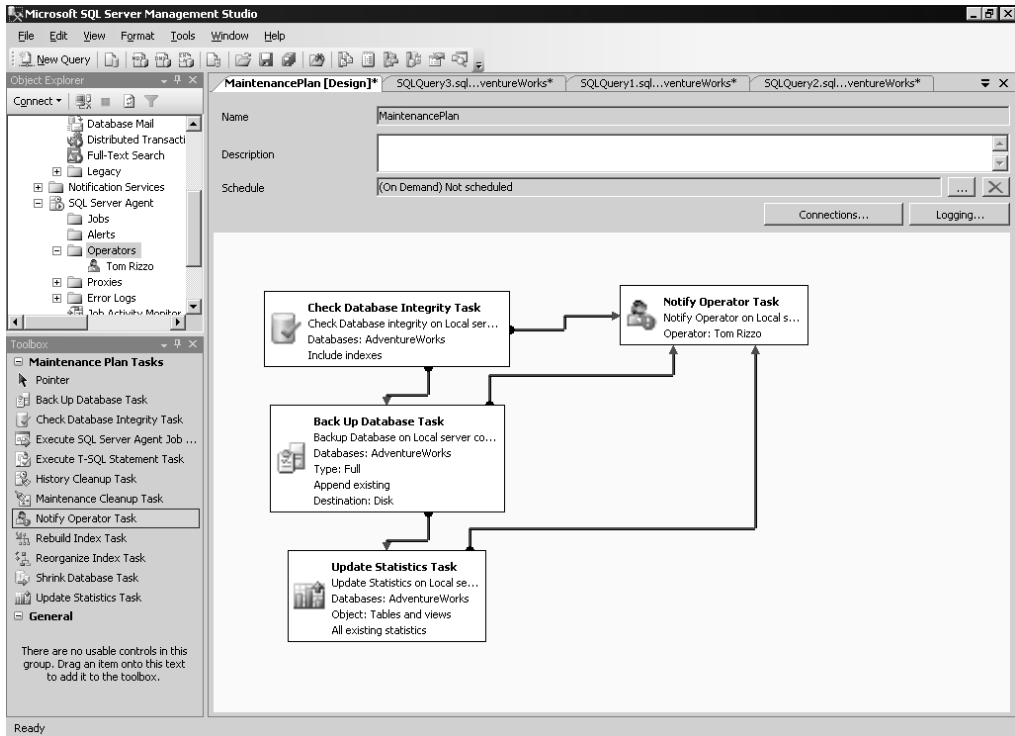 Microsoft SQL Server Management Studio
File Edit View Format Tools Window Help
New Query
Object Explorer
Connect
Database Mail
Distributed Transacti
Full-Text Search
Legacy
Notification Services
SQL Server Agent
Jobs
Alerts
Operators
Tom Rizzo
Proxies
Error Logs
Job Activity Monitor
Toolbox
Maintenance Plan Tasks
Pointer
Back Up Database Task
Check Database Integrity Task
Execute SQL Server Agent Job ...
Execute T-SQL Statement Task
History Cleanup Task
Maintenance Cleanup Task
Notify Operator Task
Rebuild Index Task
Reorganize Index Task
Shrink Database Task
Update Statistics Task
General
There are no usable controls in this
group. Drag an item onto this text
to add it to the toolbox.
MaintenancePlan [Design]* SQLQuery3.sql...ventureWorks* SQLQuery1.sql...ventureWorks* SQLQuery2.sql...ventureWorks*
Name MaintenancePlan
Description
Schedule (On Demand) Not scheduled ...
Connections... Logging...
Check Database Integrity Task
Check Database integrity on Local ser...
Databases: AdventureWorks
Include indexes
Notify Operator Task
Notify Operator on Local s...
Operator: Tom Rizzo
Back Up Database Task
Backup Database on Local server co...
Databases: AdventureWorks
Type: Full
Append existing
Destination: Disk
Update Statistics Task
Update Statistics on Local se...
Databases: AdventureWorks
Object: Tables and views
All existing statistics
Ready